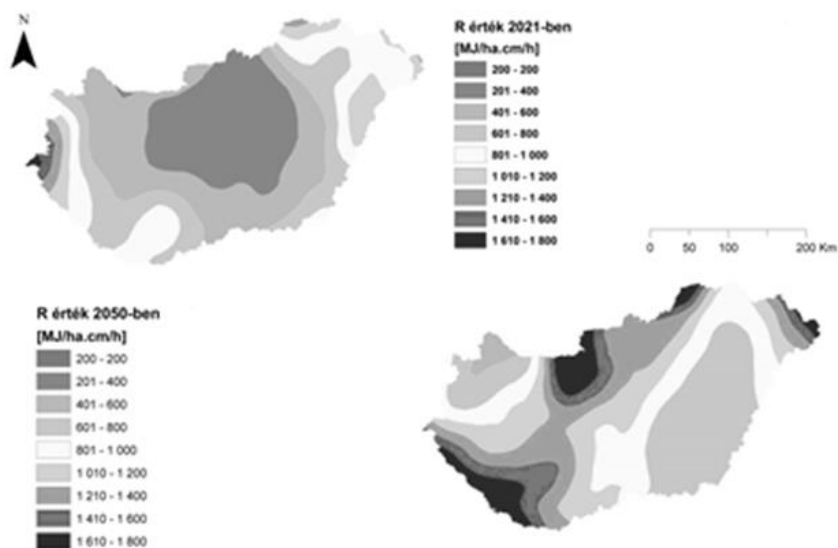 N
R érték 2021-ben
[MJ/ha.cm/h]
200 - 200
201 - 400
401 - 600
601 - 800
801 - 1 000
1 010 - 1 200
1 210 - 1 400
1 410 - 1 600
1 610 - 1 800
0 50 100 200 Km
R érték 2050-ben
[MJ/ha.cm/h]
200 - 200
201 - 400
401 - 600
601 - 800
801 - 1 000
1 010 - 1 200
1 210 - 1 400
1 410 - 1 600
1 610 - 1 800